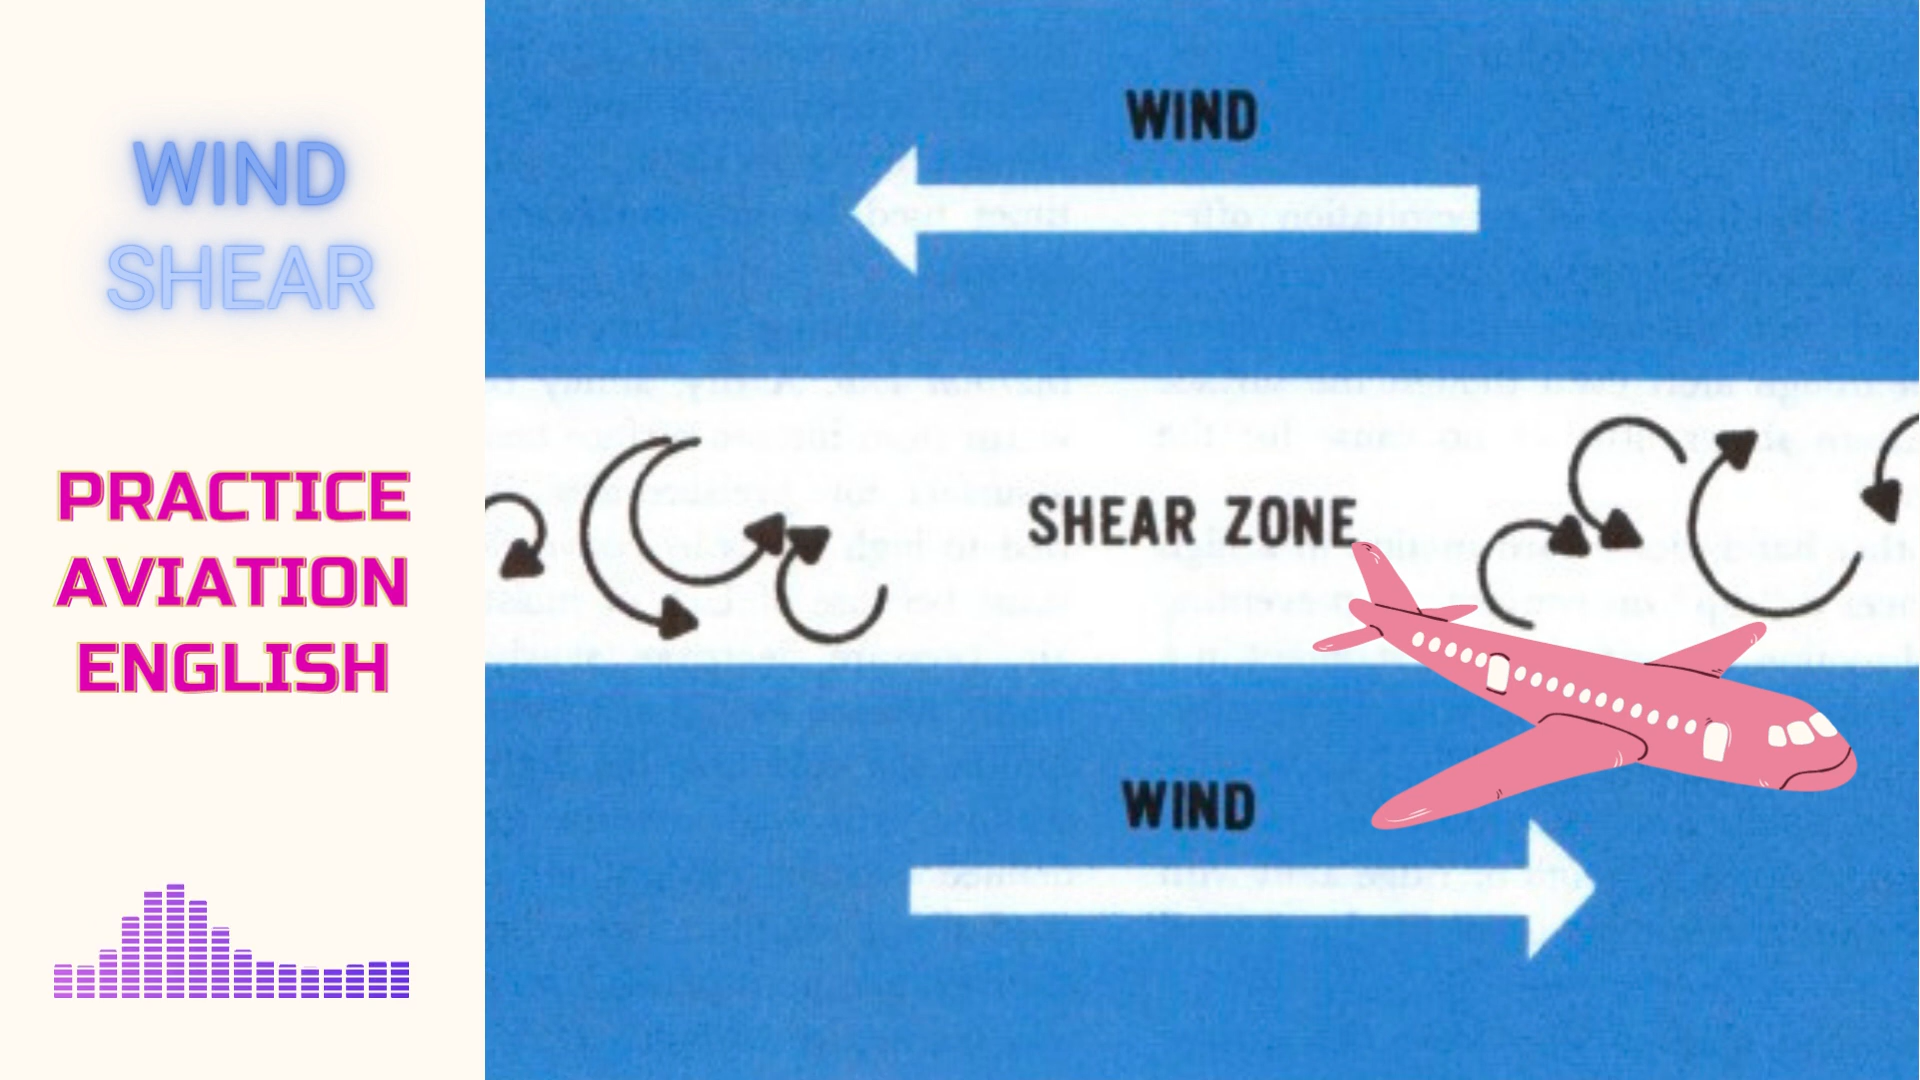 WIND
SHEAR
PRACTICE
AVIATION
ENGLISH
WIND
SHEAR ZONE
WIND